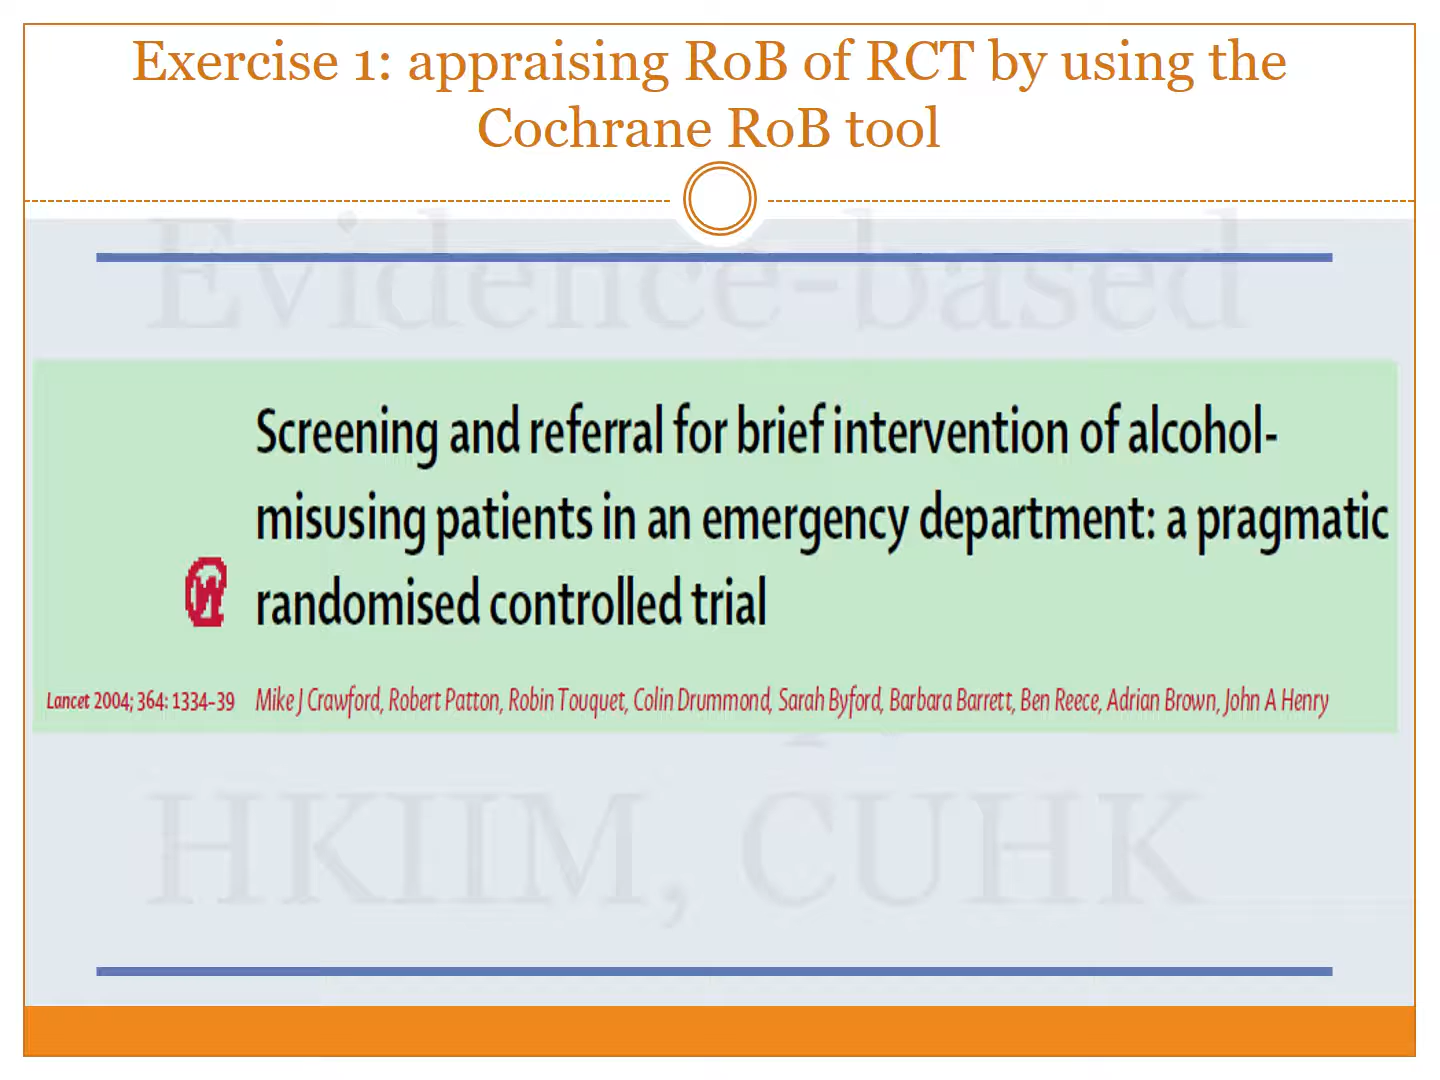 Exercise 1: appraising RoB of RCT by using the
Cochrane RoB tool
Evidence-based
Screening and referral for brief intervention of alcohol-
misusing patients in an emergency department: a pragmatic
randomised controlled trial
Lancet 2004; 364: 1334–39 Mike J Crawford, Robert Patton, Robin Touquet, Colin Drummond, Sarah Byford, Barbara Barrett, Ben Reece, Adrian Brown, John A Henry
HKIIM, CUHK